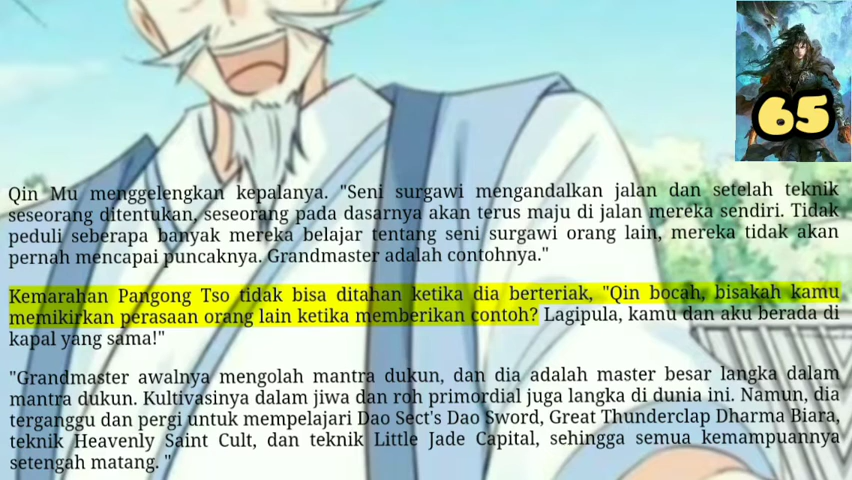 65
Qin Mu menggelengkan kepalanya. "Seni surgawi mengandalkan jalan dan setelah teknik
seseorang ditentukan, seseorang pada dasarnya akan terus maju di jalan mereka sendiri. Tidak
peduli seberapa banyak mereka belajar tentang seni surgawi orang lain, mereka tidak akan
pernah mencapai puncaknya. Grandmaster adalah contohnya."
Kemarahan Pangong Tso tidak bisa ditahan ketika dia berteriak, "Qin bocah, bisakah kamu
memikirkan perasaan orang lain ketika memberikan contoh? Lagipula, kamu dan aku berada di
kapal yang sama!"
"Grandmaster awalnya mengolah mantra dukun, dan dia adalah master besar langka dalam
mantra dukun. Kultivasinya dalam jiwa dan roh primordial juga langka di dunia ini. Namun, dia
terganggu dan pergi untuk mempelajari Dao Sect's Dao Sword, Great Thunderclap Dharma Biara,
teknik Heavenly Saint Cult, dan teknik Little Jade Capital, sehingga semua kemampuannya
setengah matang. "